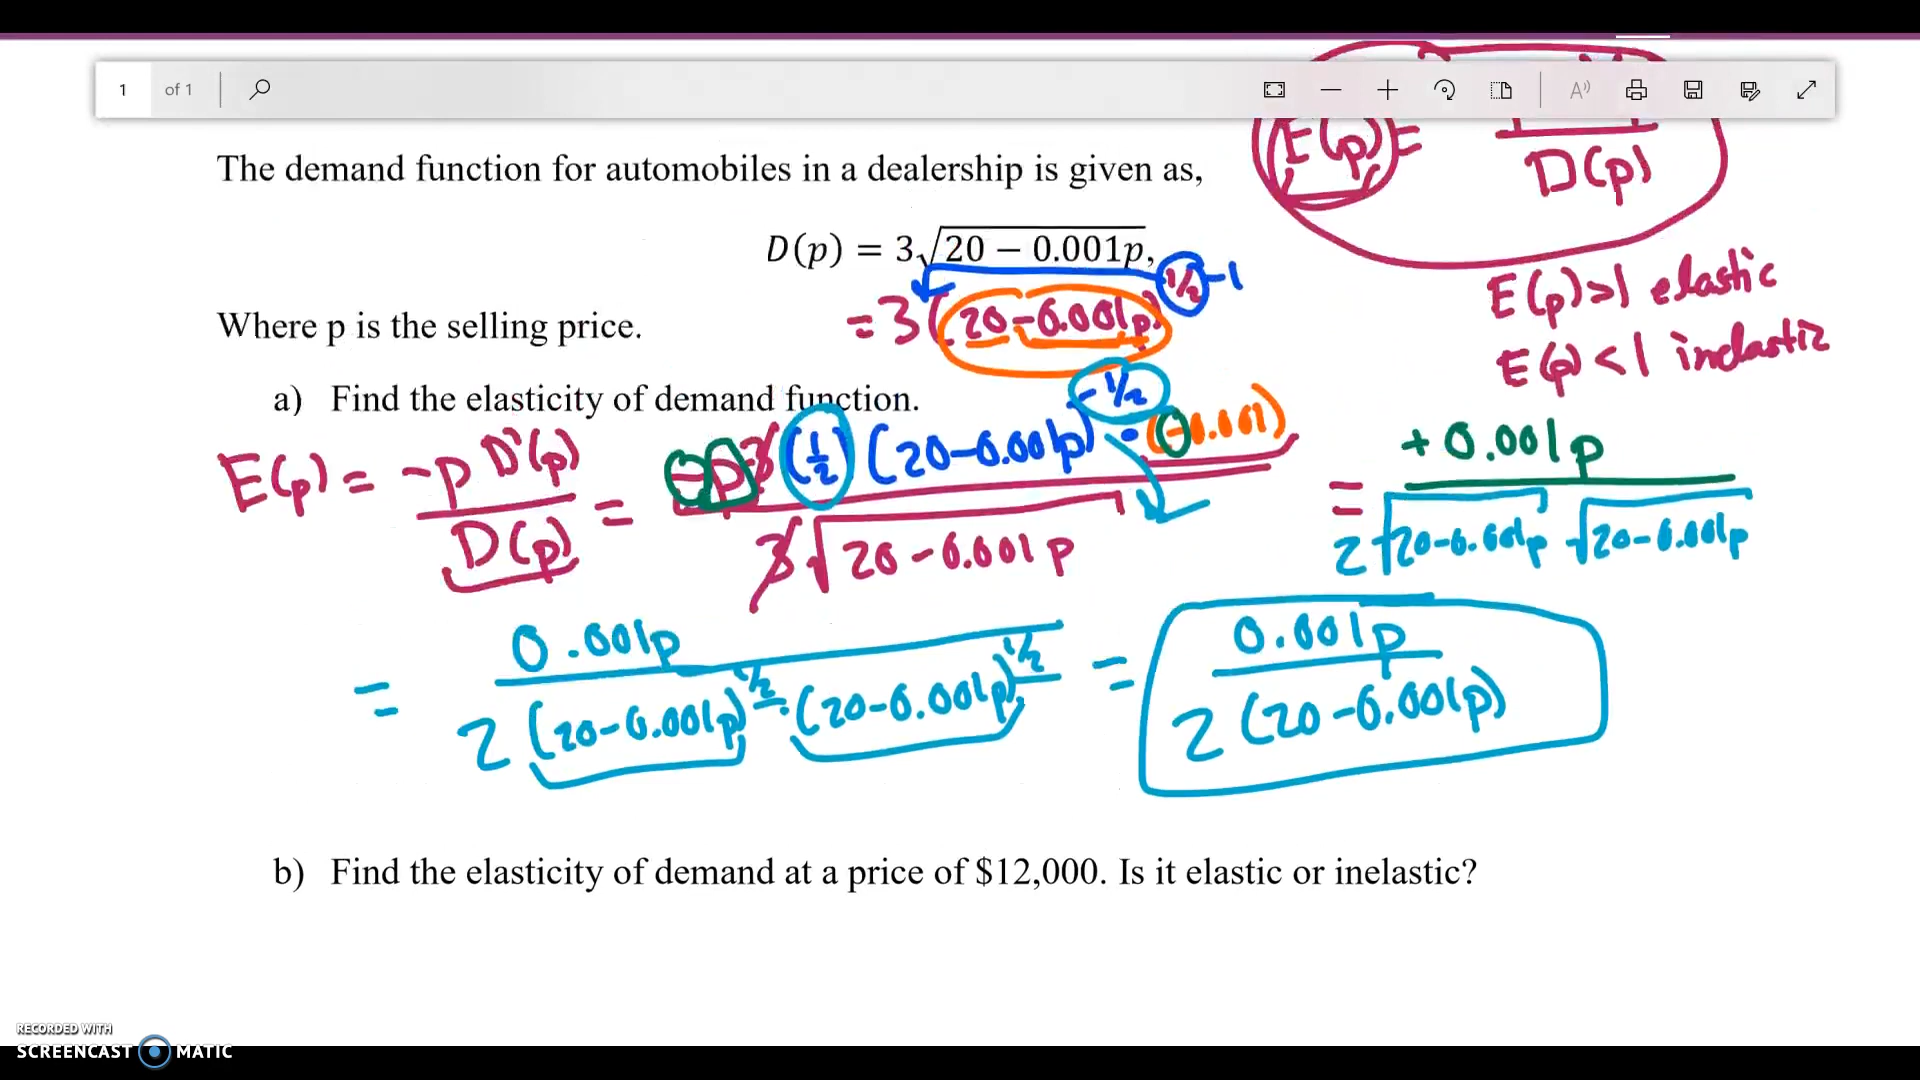 1 of 1
The demand function for automobiles in a dealership is given as,
E(p) =
D(p)
D(p) = 3√20 − 0.001p,
= 3 (20-0.001p) 1/2 -1
Where p is the selling price.
E(p)>1 elastic
E(p) <1 inelastic
a) Find the elasticity of demand function.
E(p) = -p D'(p) / D(p) = -p·3 (1/2) (20-0.001p)^-1/2 · (-0.001) / 3√20-0.001p = +0.001p / 2√20-0.001p √20-0.001p
= 0.001p / 2 (20-0.001p)^1/2 · (20-0.001p)^1/2 = 0.001p / 2 (20-0.001p)
b) Find the elasticity of demand at a price of $12,000. Is it elastic or inelastic?
RECORDED WITH
SCREENCAST MATIC